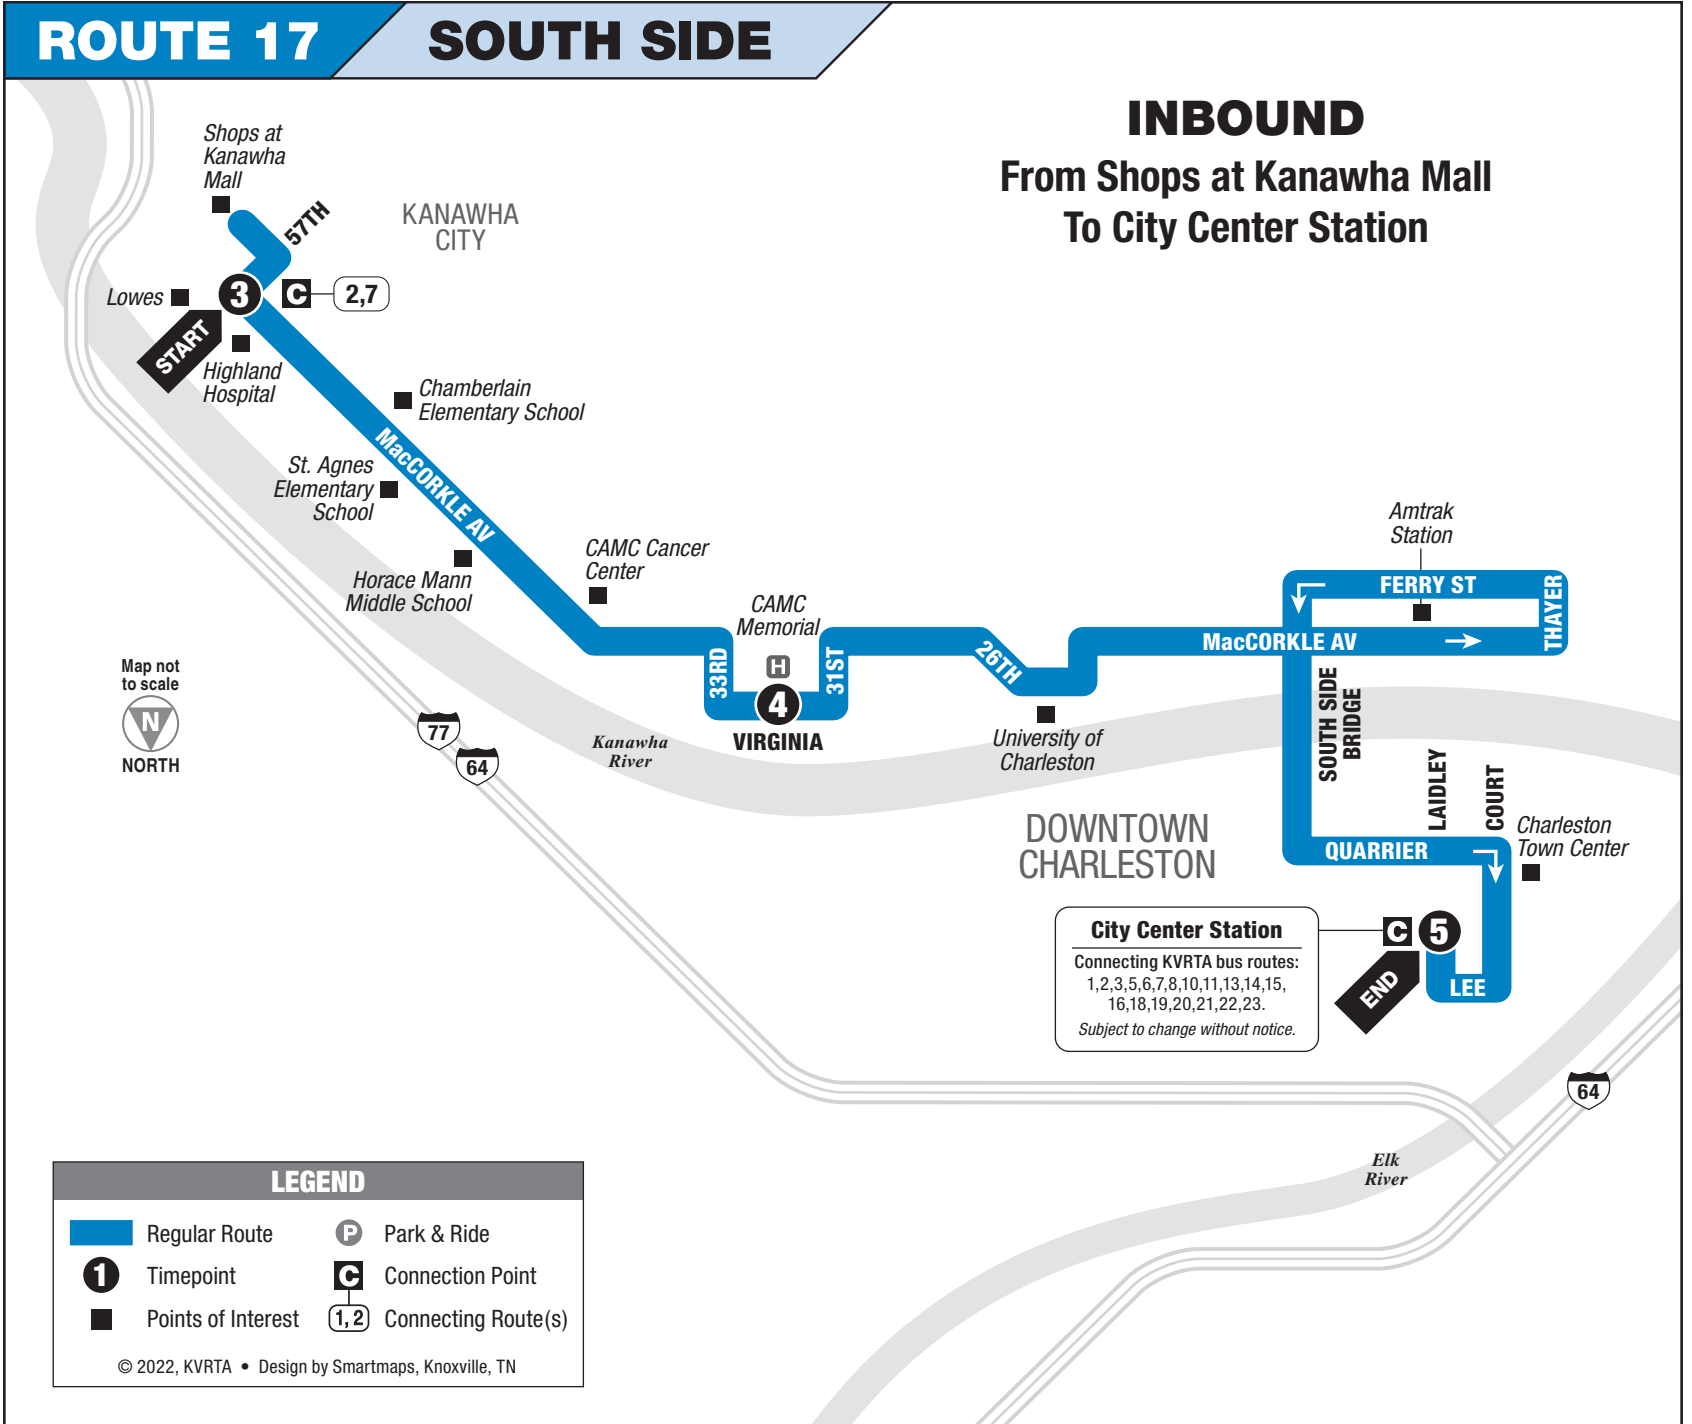 ROUTE 17
SOUTH SIDE
INBOUND
From Shops at Kanawha Mall
To City Center Station
Shops at
Kanawha
Mall
57TH
KANAWHA
CITY
Lowes
3
C
2,7
START
Highland
Hospital
Chamberlain
Elementary School
MacCORKLE AV
St. Agnes
Elementary
School
Horace Mann
Middle School
CAMC Cancer
Center
CAMC
Memorial
H
33RD
4
31ST
VIRGINIA
26TH
University of
Charleston
Amtrak
Station
FERRY ST
THAYER
MacCORKLE AV
SOUTH SIDE
BRIDGE
Map not
to scale
N
NORTH
77
64
Kanawha
River
LAIDLEY
COURT
DOWNTOWN
CHARLESTON
QUARRIER
Charleston
Town Center
City Center Station
Connecting KVRTA bus routes:
1,2,3,5,6,7,8,10,11,13,14,15,
16,18,19,20,21,22,23.
Subject to change without notice.
C
5
END
LEE
64
Elk
River
LEGEND
Regular Route
P
Park & Ride
1
Timepoint
C
Connection Point
Points of Interest
1, 2
Connecting Route(s)
© 2022, KVRTA • Design by Smartmaps, Knoxville, TN